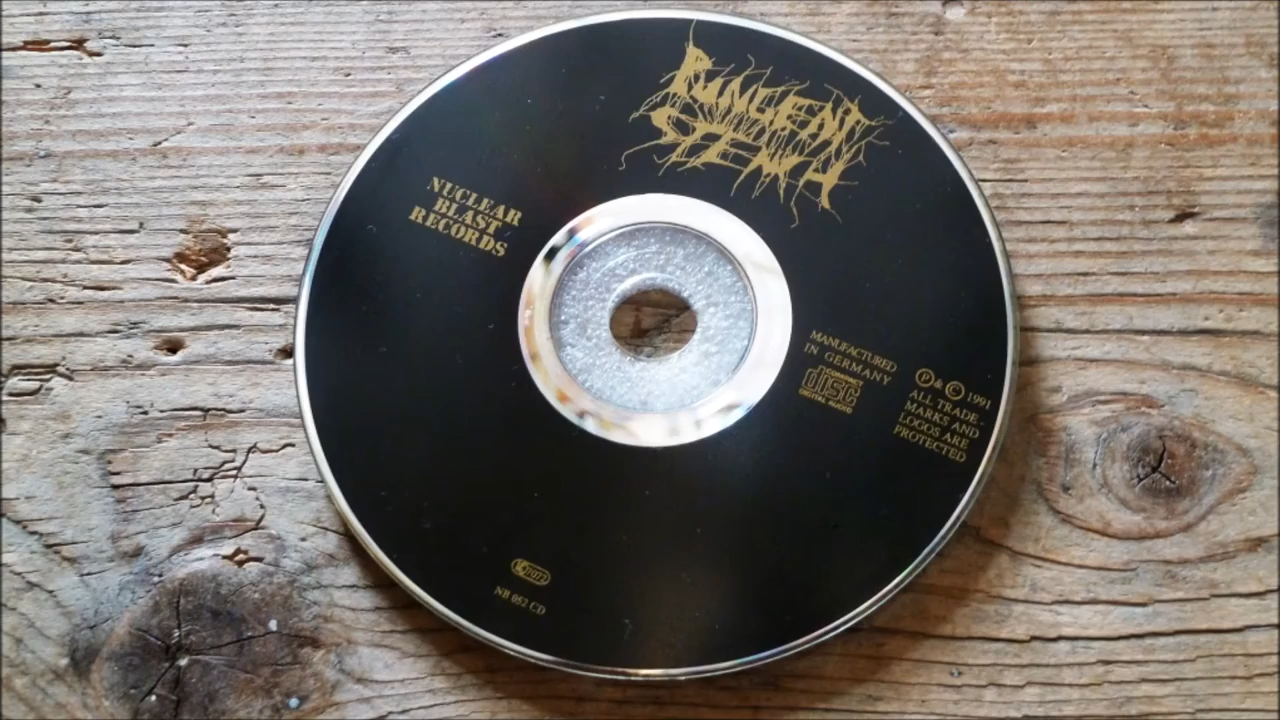 PUNGENT
STENCH
NUCLEAR
BLAST
RECORDS
MANUFACTURED
IN GERMANY
COMPACT
disc
DIGITAL AUDIO
Ⓟ & © 1991
ALL TRADE-
MARKS AND
LOGOS ARE
PROTECTED
NB 052 CD